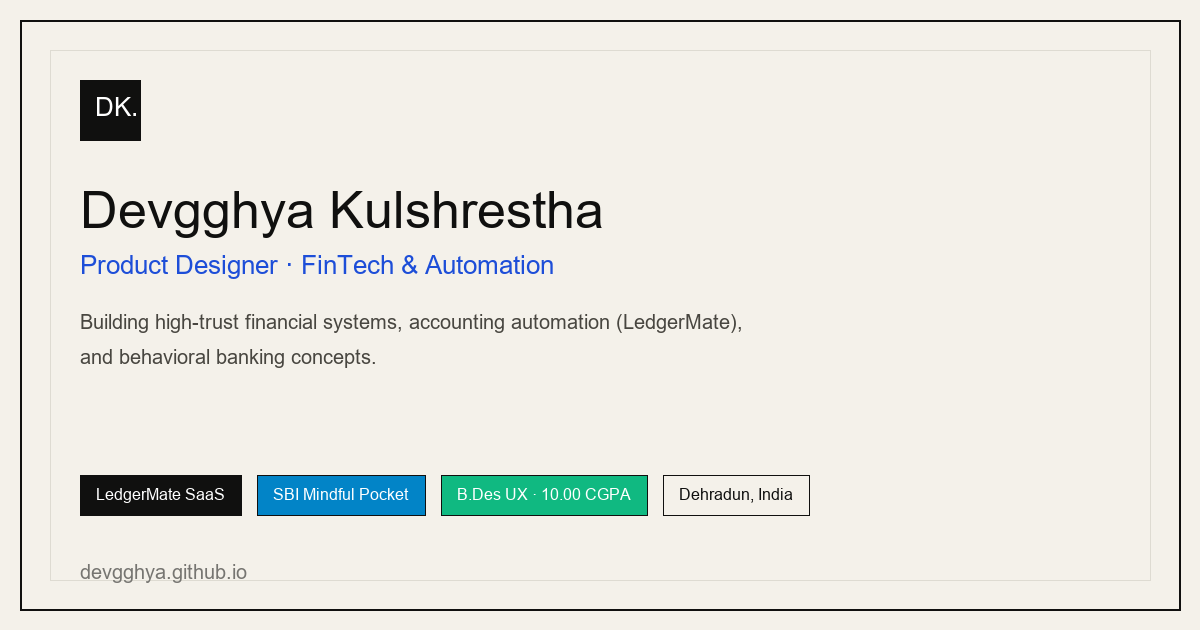 DK.
Devgghya Kulshrestha
Product Designer · FinTech & Automation
Building high-trust financial systems, accounting automation (LedgerMate),
and behavioral banking concepts.
LedgerMate SaaS
SBI Mindful Pocket
B.Des UX · 10.00 CGPA
Dehradun, India
devgghya.github.io